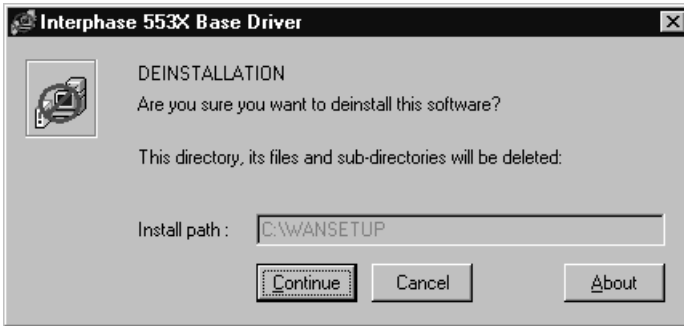 Interphase 553X Base Driver
DEINSTALLATION
Are you sure you want to deinstall this software?
This directory, its files and sub-directories will be deleted:
Install path : C:\WANSETUP
Continue Cancel About